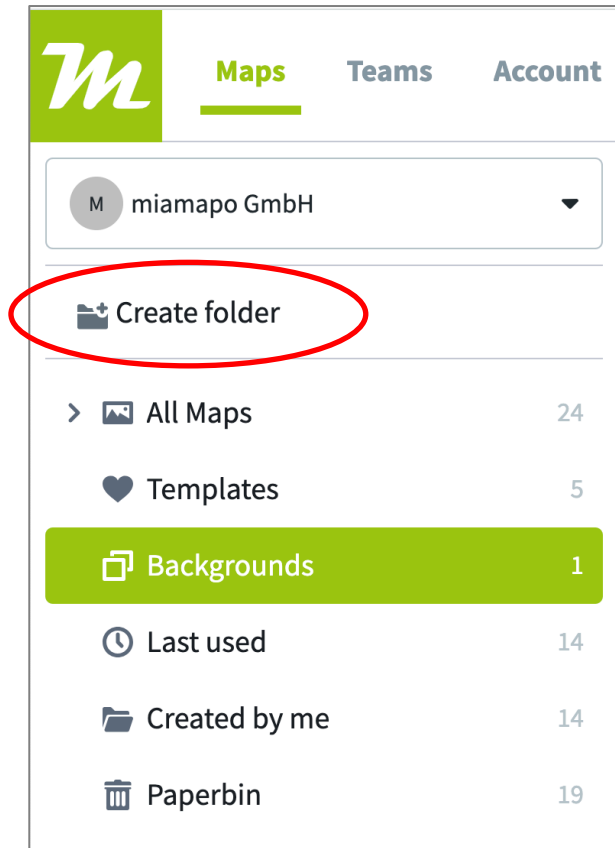 m
Maps Teams Account
M miamapo GmbH
Create folder
All Maps 24
Templates 5
Backgrounds 1
Last used 14
Created by me 14
Paperbin 19